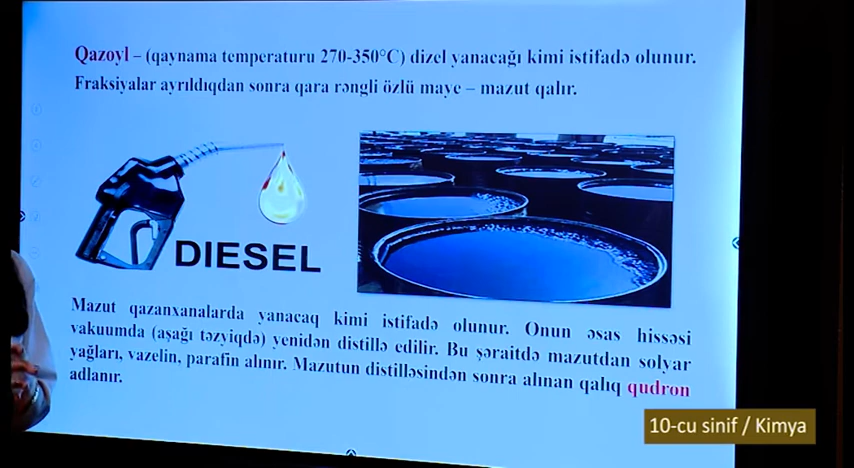 Qazoyl – (qaynama temperaturu 270-350°C) dizel yanacağı kimi istifadə olunur.
Fraksiyalar ayrıldıqdan sonra qara rəngli özlü maye – mazut qalır.
DIESEL
Mazut qazanxanalarda yanacaq kimi istifadə olunur. Onun əsas hissəsi
vakuumda (aşağı təzyiqdə) yenidən distillə edilir. Bu şəraitdə mazutdan solyar
yağları, vazelin, parafin alınır. Mazutun distilləsindən sonra alınan qalıq qudron
adlanır.
10-cu sinif / Kimya